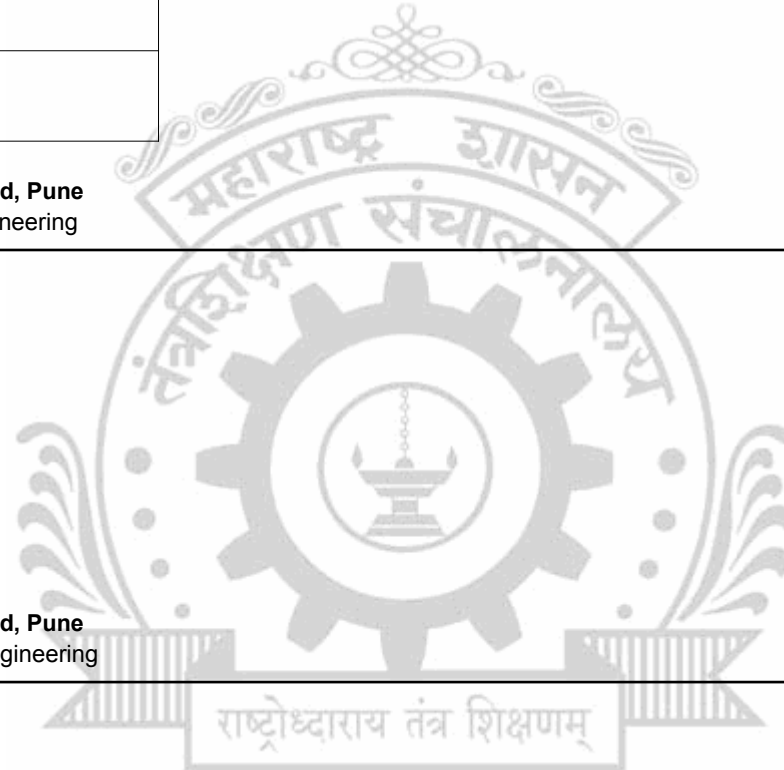 महाराष्ट्र शासन
d, Pune
neering
तंत्रशिक्षण संचालनालय
d, Pune
gineering
राष्ट्रोध्दाराय तंत्र शिक्षणम्